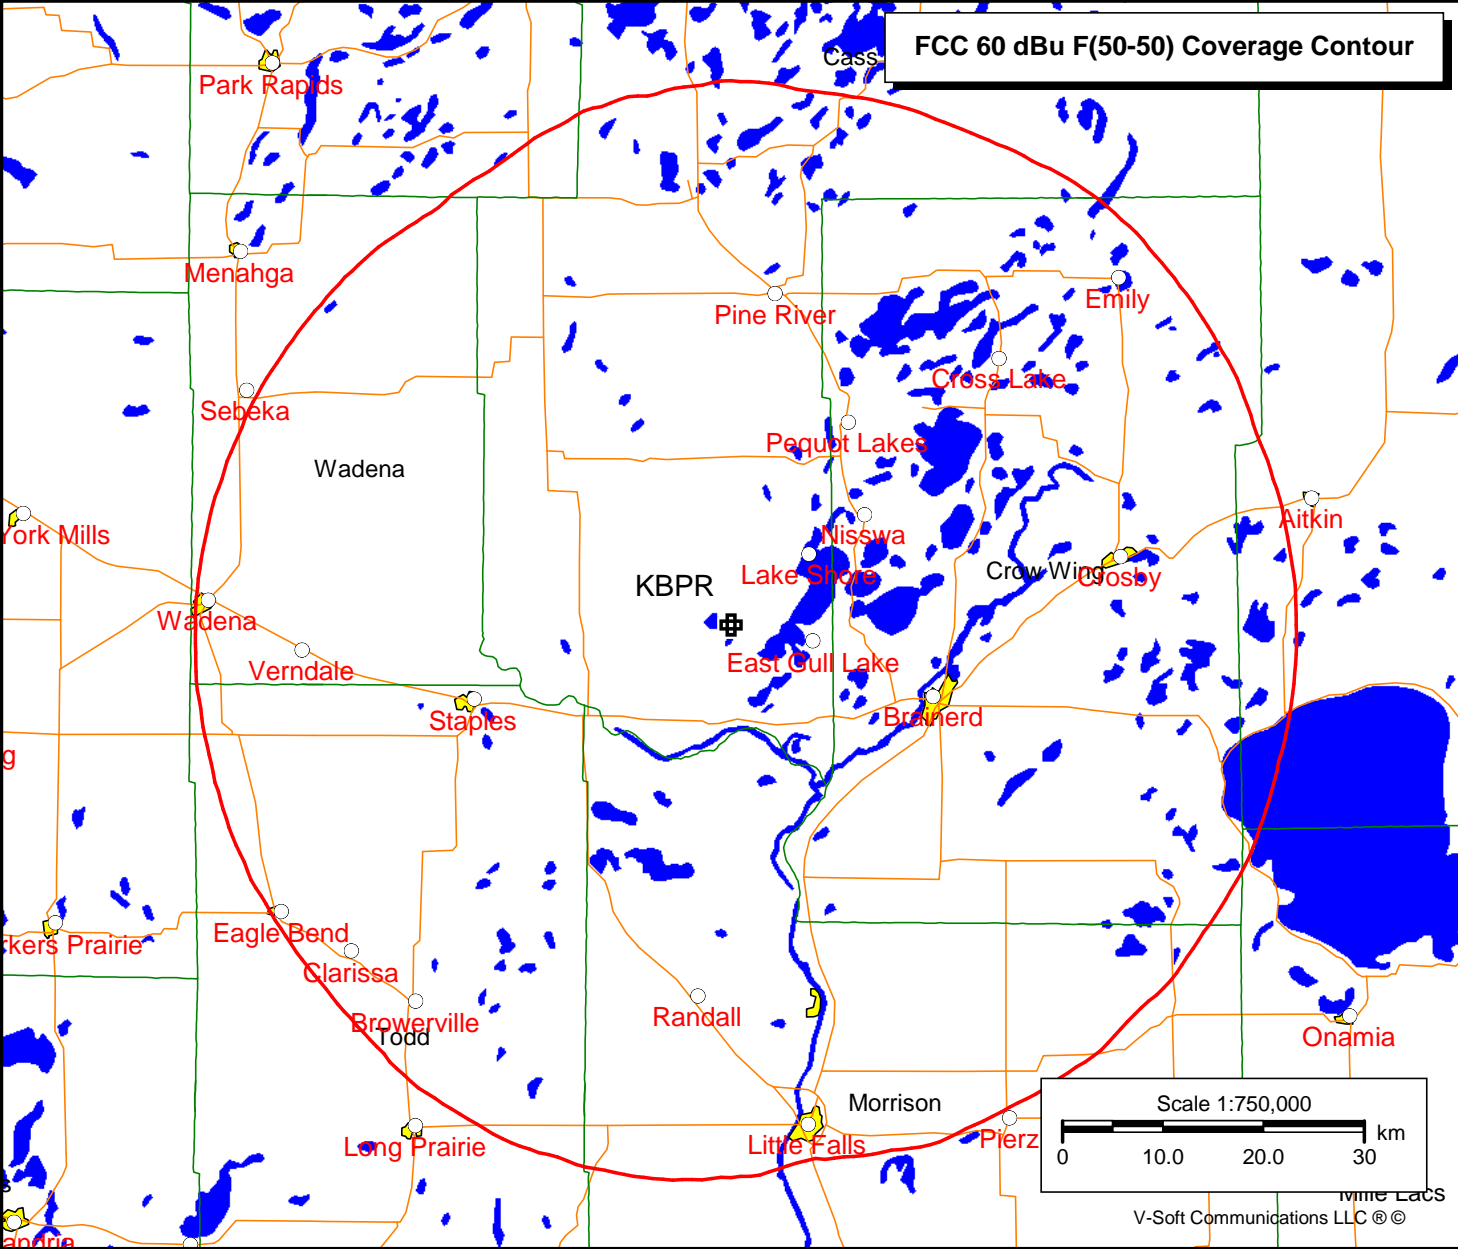 FCC 60 dBu F(50-50) Coverage Contour
Cass
Park Rapids
Menahga
Pine River
Emily
Cross Lake
Sebeka
Pequot Lakes
Wadena
York Mills
Nisswa
Aitkin
Lake Shore
Crow Wing
Crosby
KBPR
Wadena
Verndale
East Gull Lake
Staples
Brainerd
g
Eagle Bend
rkers Prairie
Clarissa
Browerville
Todd
Randall
Onamia
Morrison
Long Prairie
Little Falls
Pierz
Scale 1:750,000
km
0 10.0 20.0 30
s
Mille Lacs
V-Soft Communications LLC ® ©
andria